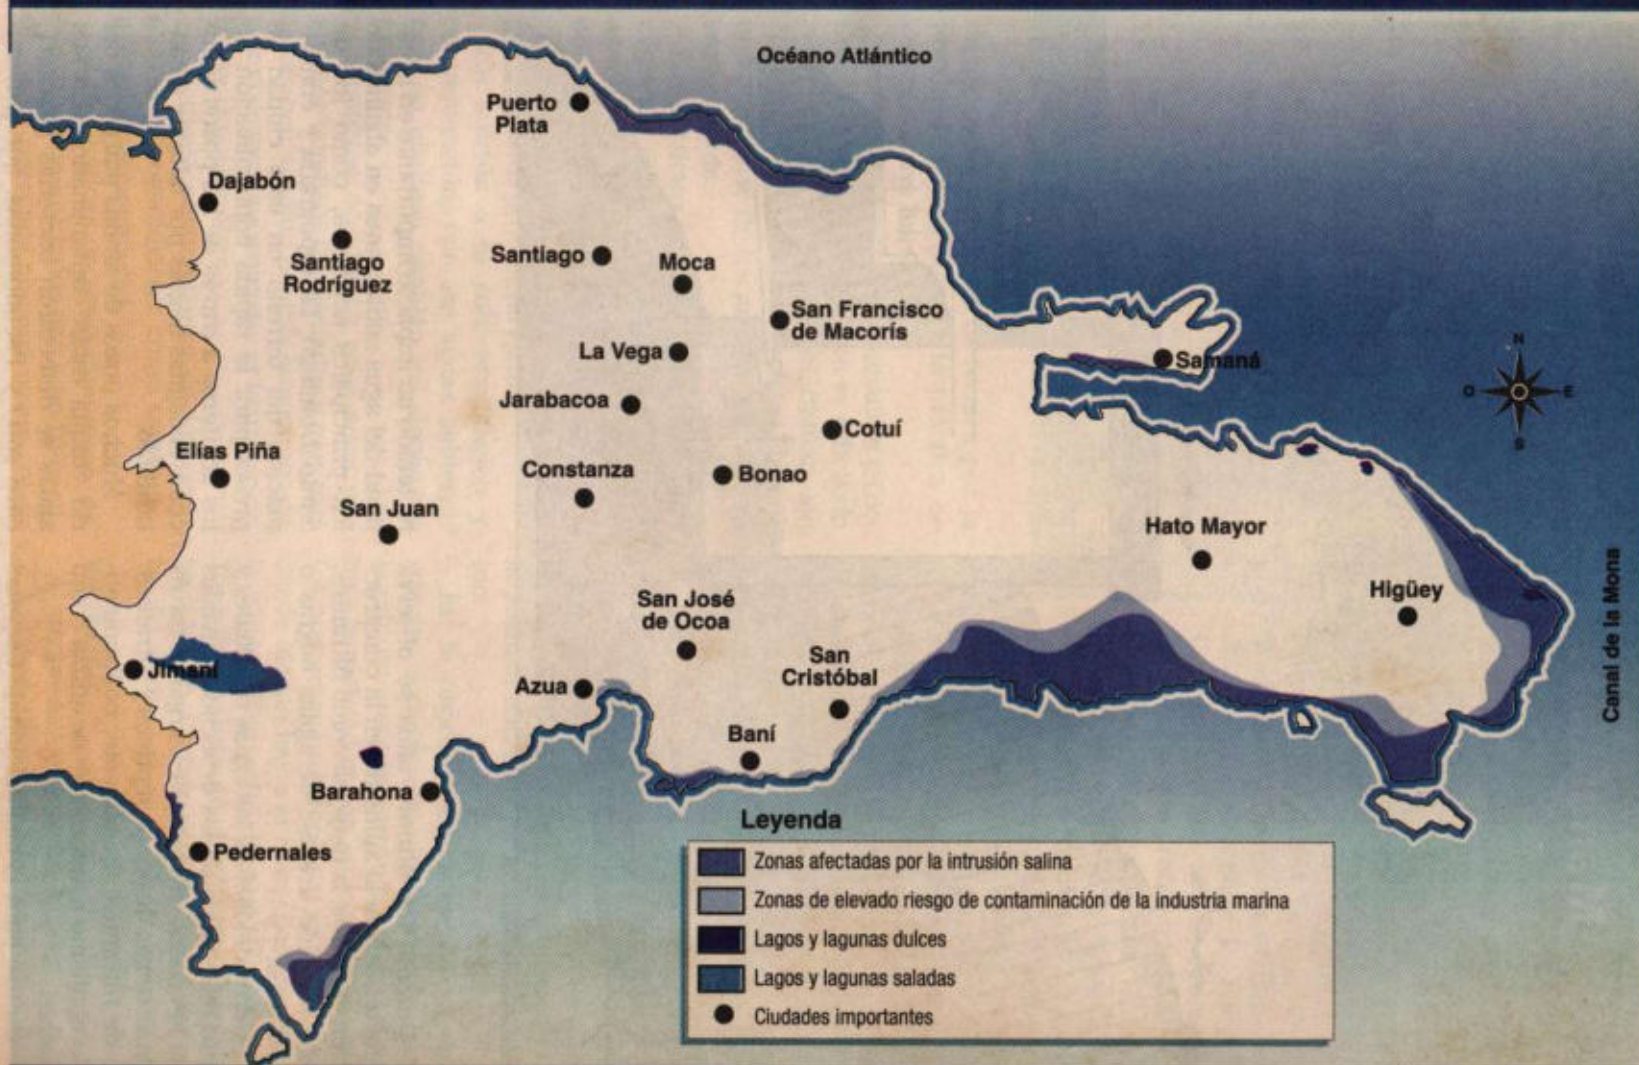 Océano Atlántico
Puerto
Plata
Dajabón
Santiago
Rodríguez
Santiago
Moca
San Francisco
de Macorís
La Vega
Samaná
Jarabacoa
Cotuí
N
O
E
S
Elías Piña
Constanza
Bonao
San Juan
Hato Mayor
Higüey
San José
de Ocoa
Canal de la Mona
San
Cristóbal
Jimaní
Azua
Baní
Barahona
Pedernales
Leyenda
Zonas afectadas por la intrusión salina
Zonas de elevado riesgo de contaminación de la industria marina
Lagos y lagunas dulces
Lagos y lagunas saladas
Ciudades importantes